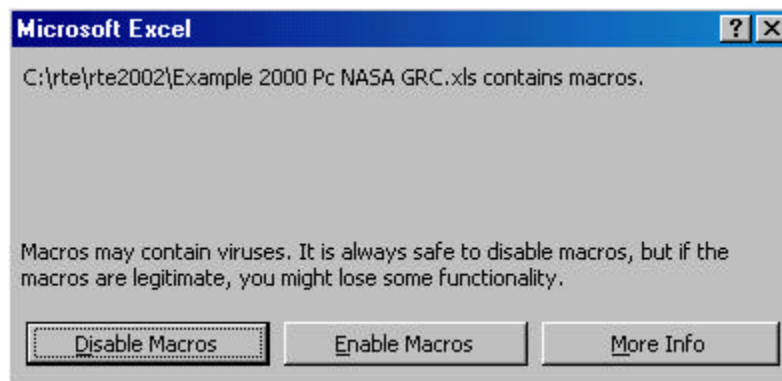 Microsoft Excel
C:\rte\rte2002\Example 2000 Pc NASA GRC.xls contains macros.
Macros may contain viruses. It is always safe to disable macros, but if the
macros are legitimate, you might lose some functionality.
Disable Macros Enable Macros More Info